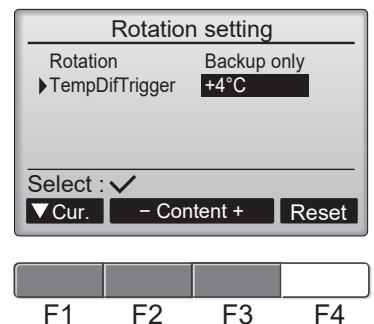 Rotation setting
Rotation Backup only
▶TempDifTrigger +4°C
Select : ✓
▼Cur. − Content + Reset
F1 F2 F3 F4